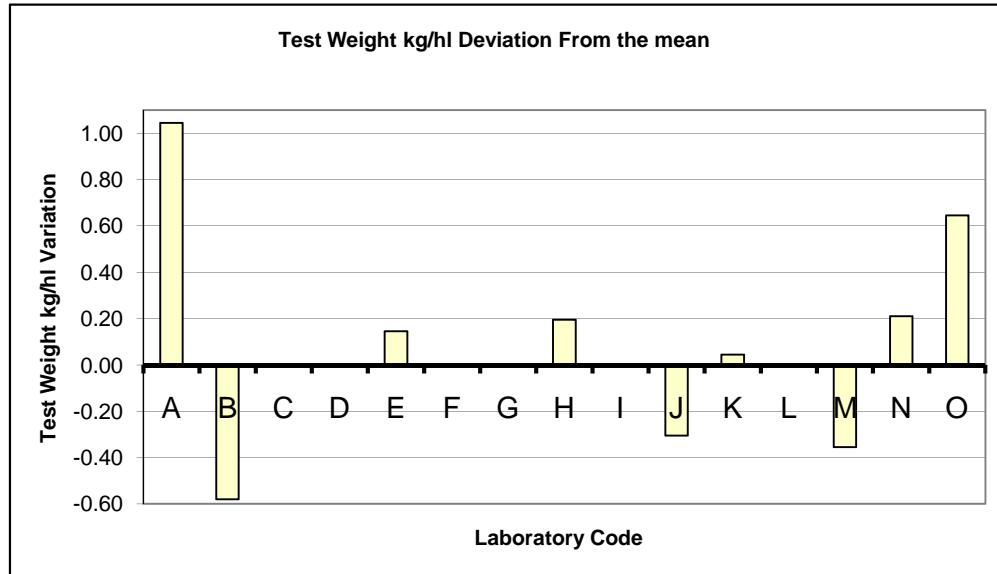 Test Weight kg/hl Deviation From the mean
Test Weight kg/hl Variation
1.00
0.80
0.60
0.40
0.20
0.00
-0.20
-0.40
-0.60
A B C D E F G H I J K L M N O
Laboratory Code